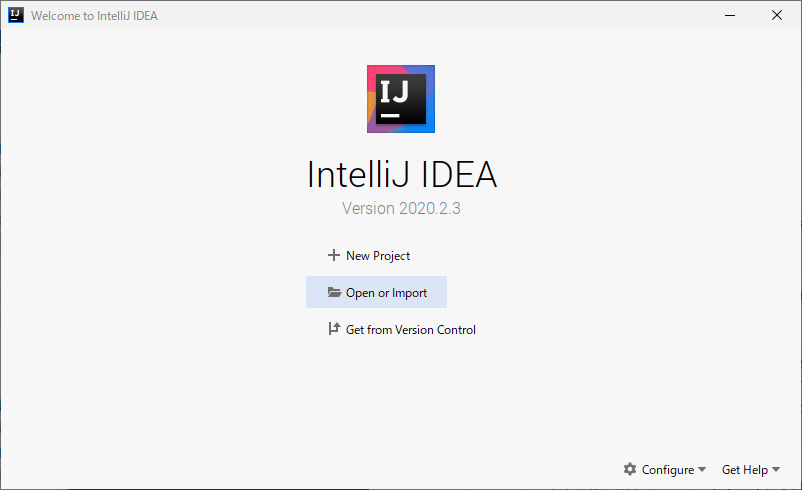 Welcome to IntelliJ IDEA
IJ
IntelliJ IDEA
Version 2020.2.3
New Project
Open or Import
Get from Version Control
Configure
Get Help